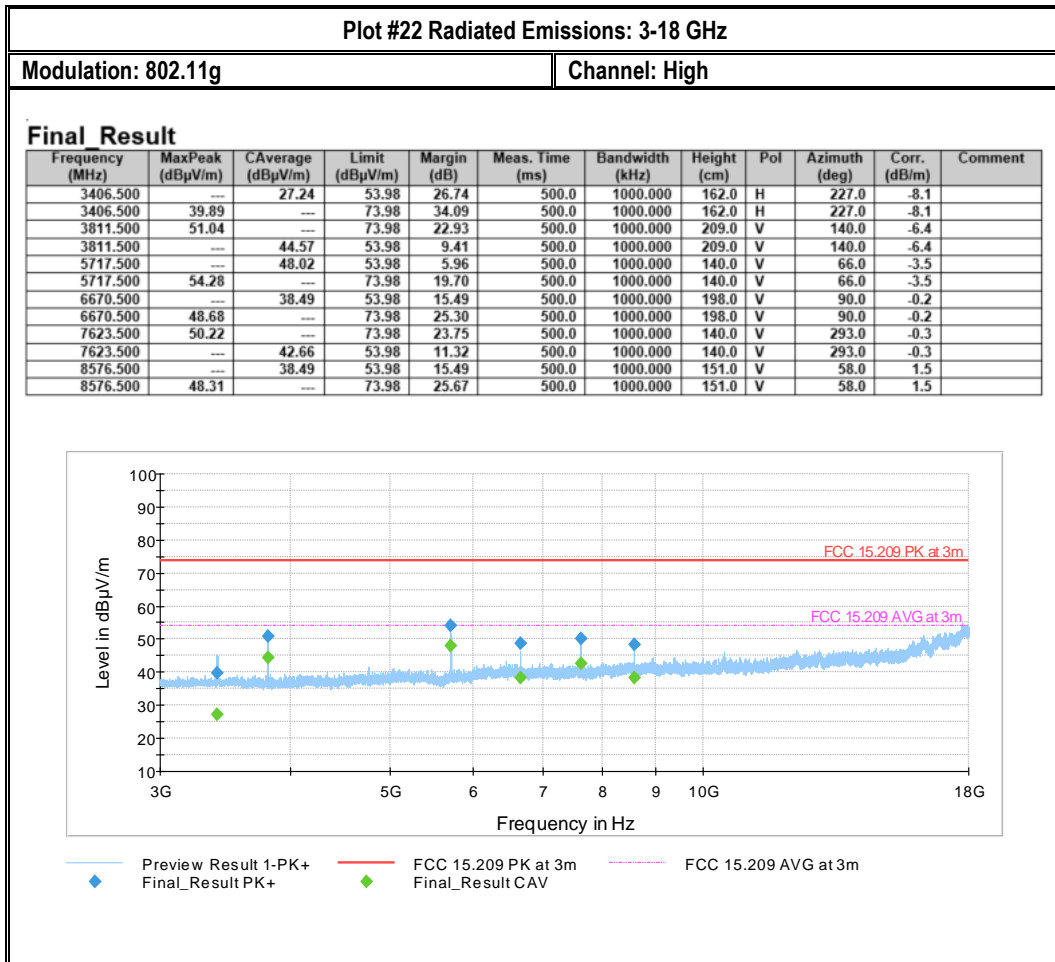 Plot #22 Radiated Emissions: 3-18 GHz
Modulation: 802.11g Channel: High
Final_Result
Frequency (MHz) MaxPeak (dBµV/m) CAverage (dBµV/m) Limit (dBµV/m) Margin (dB) Meas. Time (ms) Bandwidth (kHz) Height (cm) Pol Azimuth (deg) Corr. (dB/m) Comment
3406.500 --- 27.24 53.98 26.74 500.0 1000.000 162.0 H 227.0 -8.1
3406.500 39.89 --- 73.98 34.09 500.0 1000.000 162.0 H 227.0 -8.1
3811.500 51.04 --- 73.98 22.93 500.0 1000.000 209.0 V 140.0 -6.4
3811.500 --- 44.57 53.98 9.41 500.0 1000.000 209.0 V 140.0 -6.4
5717.500 --- 48.02 53.98 5.96 500.0 1000.000 140.0 V 66.0 -3.5
5717.500 54.28 --- 73.98 19.70 500.0 1000.000 140.0 V 66.0 -3.5
6670.500 --- 38.49 53.98 15.49 500.0 1000.000 198.0 V 90.0 -0.2
6670.500 48.68 --- 73.98 25.30 500.0 1000.000 198.0 V 90.0 -0.2
7623.500 50.22 --- 73.98 23.75 500.0 1000.000 140.0 V 293.0 -0.3
7623.500 --- 42.66 53.98 11.32 500.0 1000.000 140.0 V 293.0 -0.3
8576.500 --- 38.49 53.98 15.49 500.0 1000.000 151.0 V 58.0 1.5
8576.500 48.31 --- 73.98 25.67 500.0 1000.000 151.0 V 58.0 1.5
100
90
80
FCC 15.209 PK at 3m
70
60
FCC 15.209 AVG at 3m
50
40
30
20
10
Level in dBµV/m
3G 5G 6 7 8 9 10G 18G
Frequency in Hz
Preview Result 1-PK+ FCC 15.209 PK at 3m FCC 15.209 AVG at 3m
Final_Result PK+ Final_Result CAV